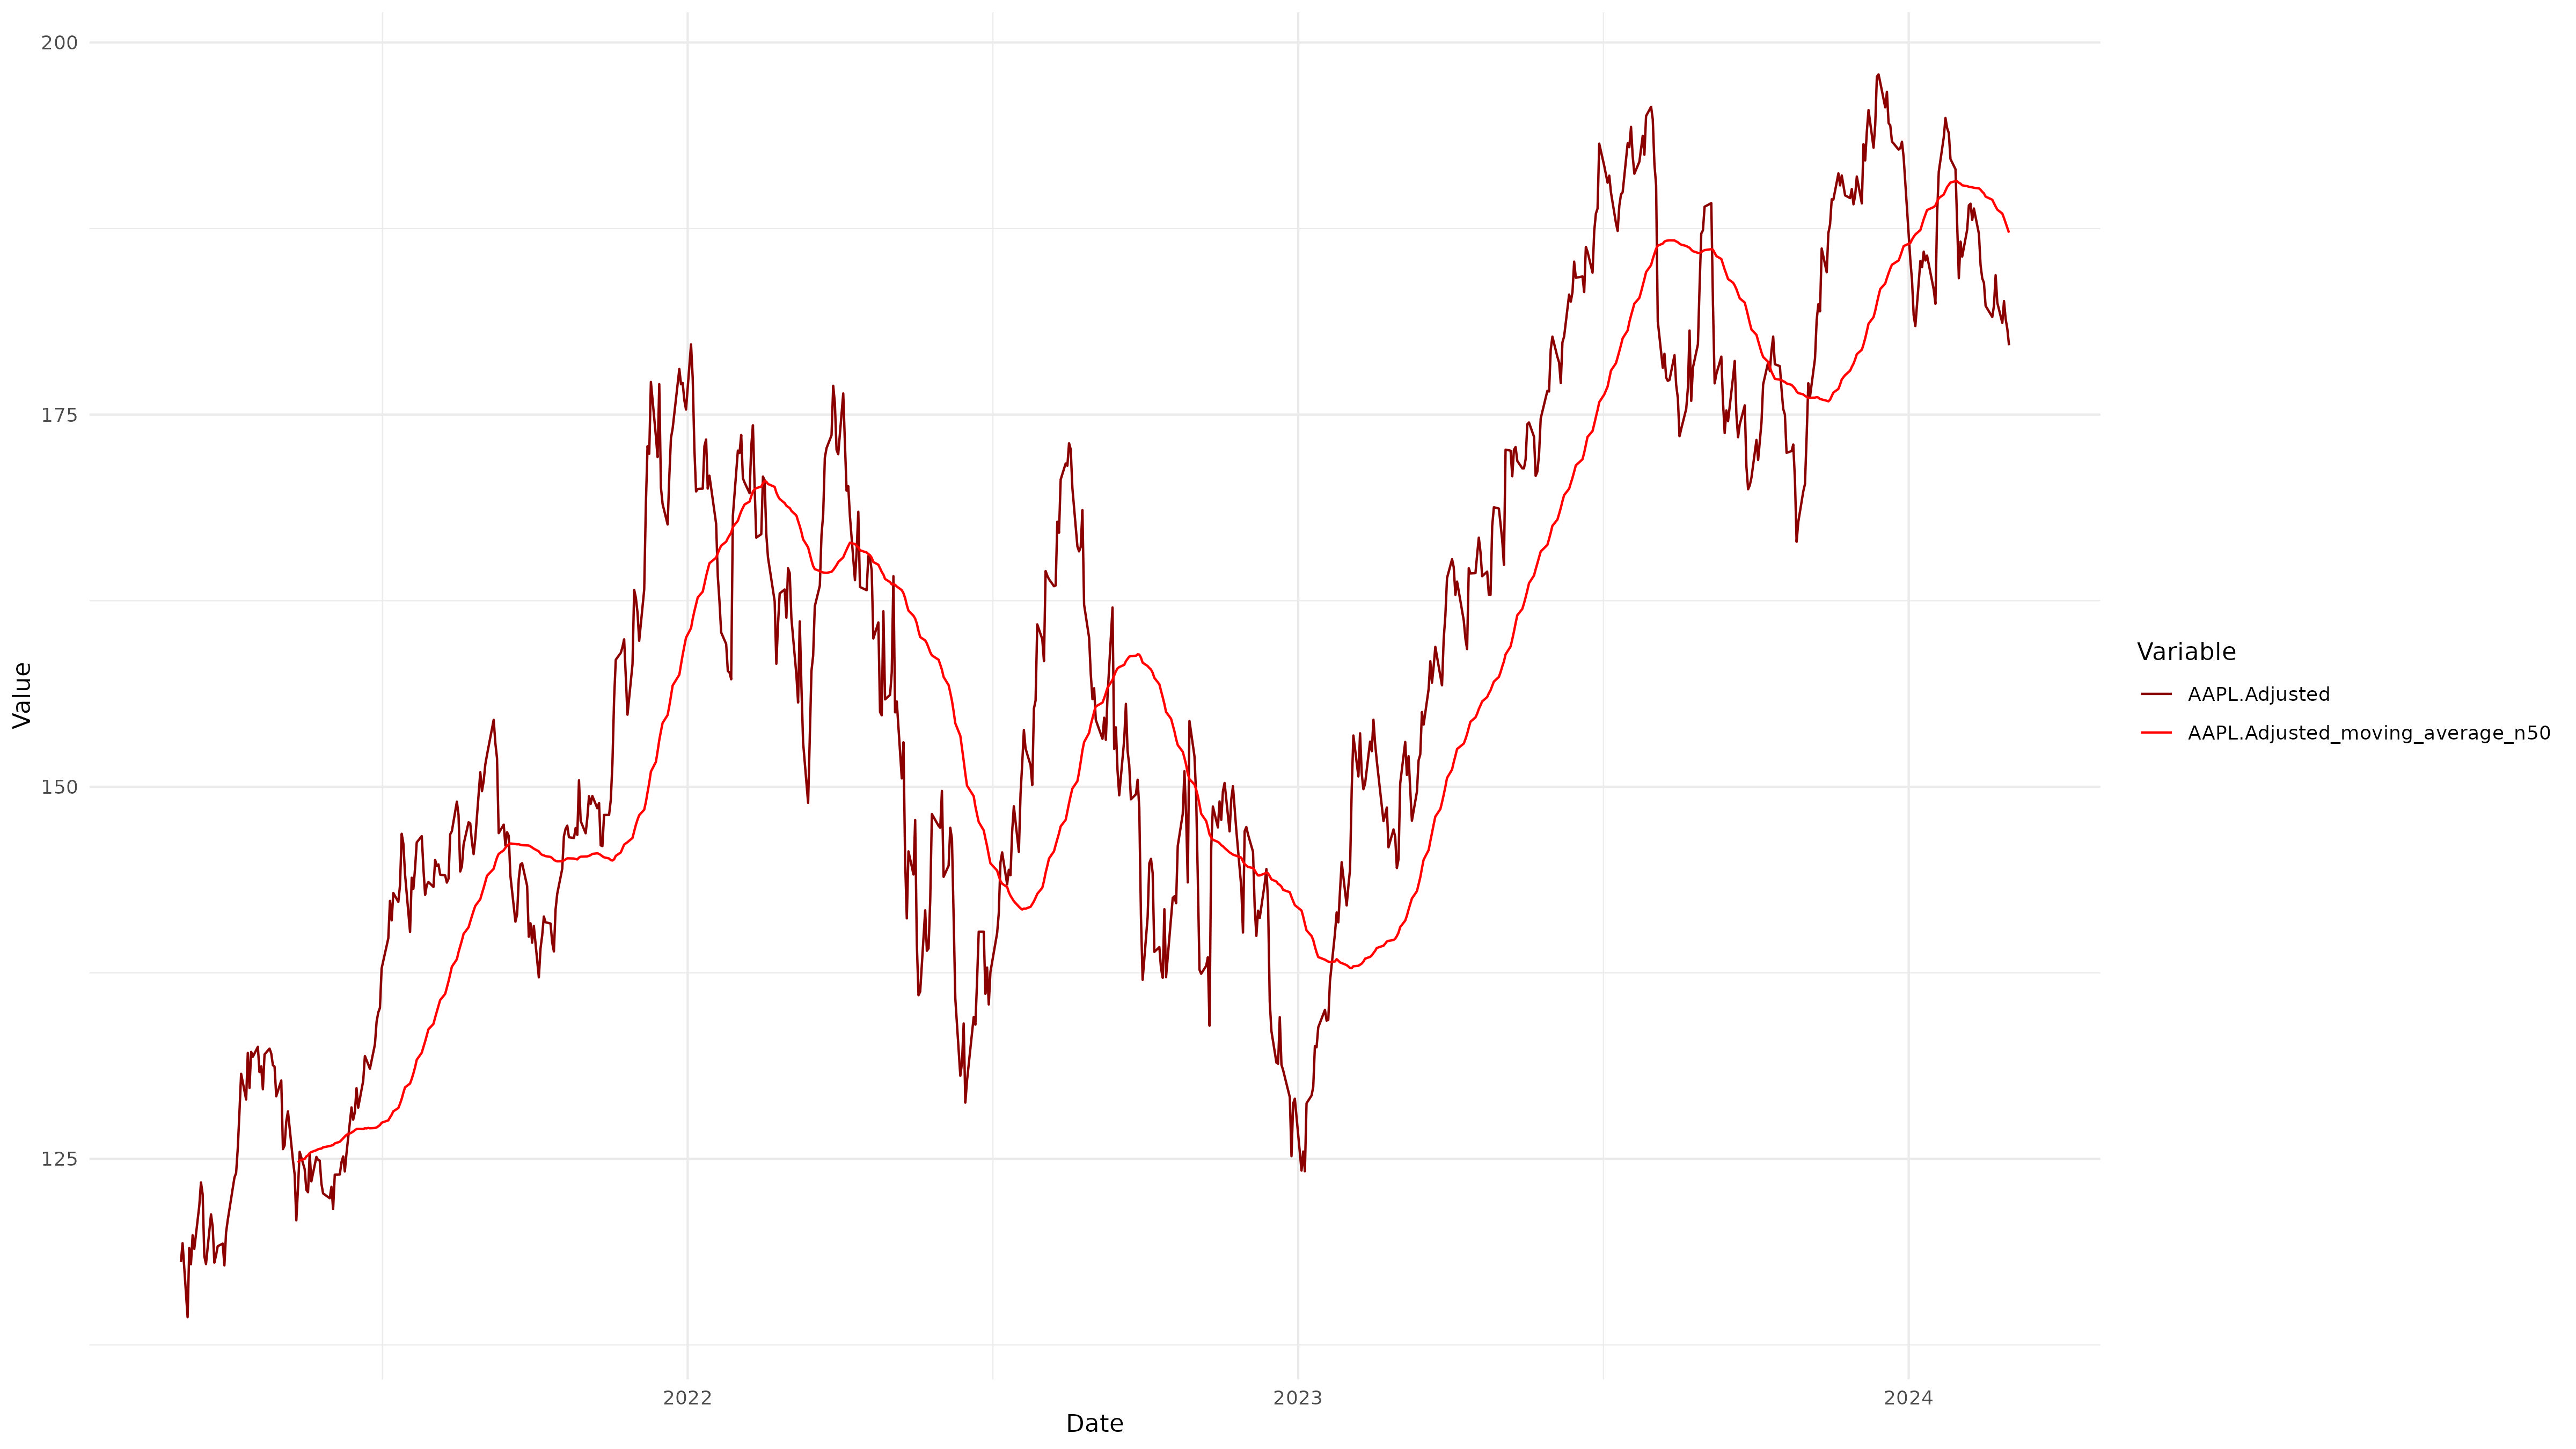 200
175
150
125
Value
2022
2023
2024
Date
Variable
AAPL.Adjusted
AAPL.Adjusted_moving_average_n50